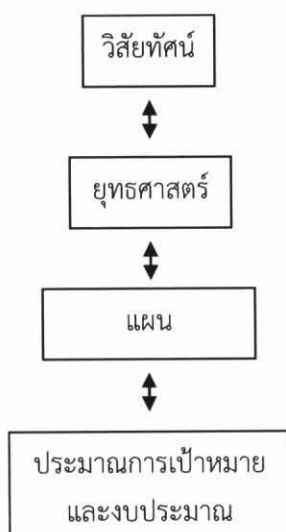 วิสัยทัศน์
ยุทธศาสตร์
แผน
ประมาณการเป้าหมาย
และงบประมาณ